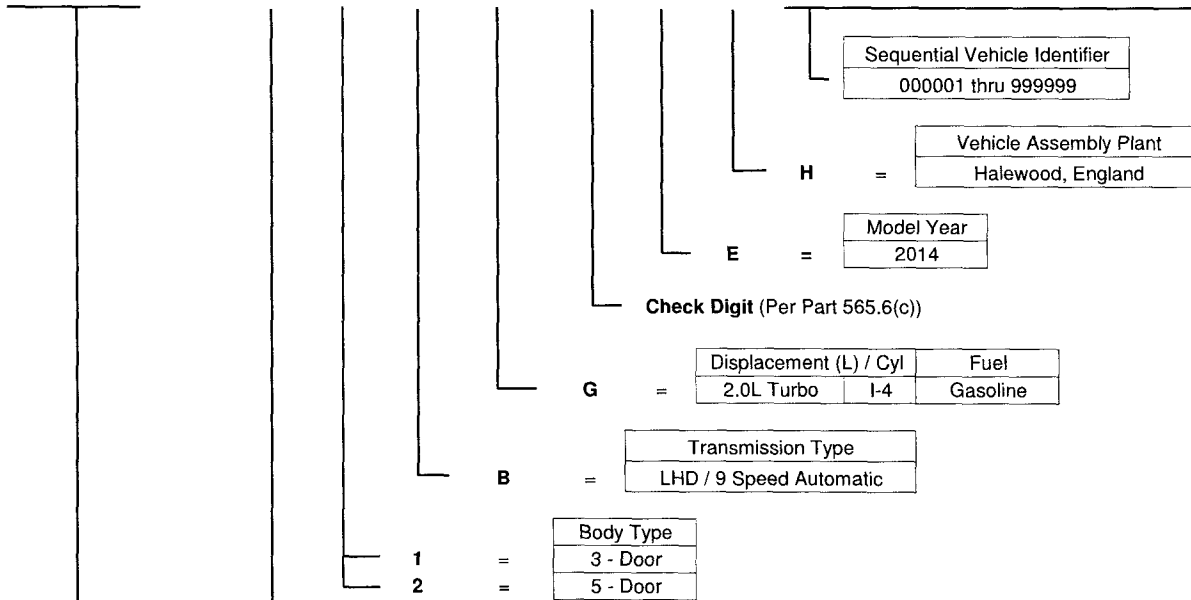 Sequential Vehicle Identifier
000001 thru 999999
Vehicle Assembly Plant
H = Halewood, England
Model Year
E = 2014
Check Digit (Per Part 565.6(c))
Displacement (L) / Cyl Fuel
G = 2.0L Turbo I-4 Gasoline
Transmission Type
B = LHD / 9 Speed Automatic
Body Type
1 = 3 - Door
2 = 5 - Door